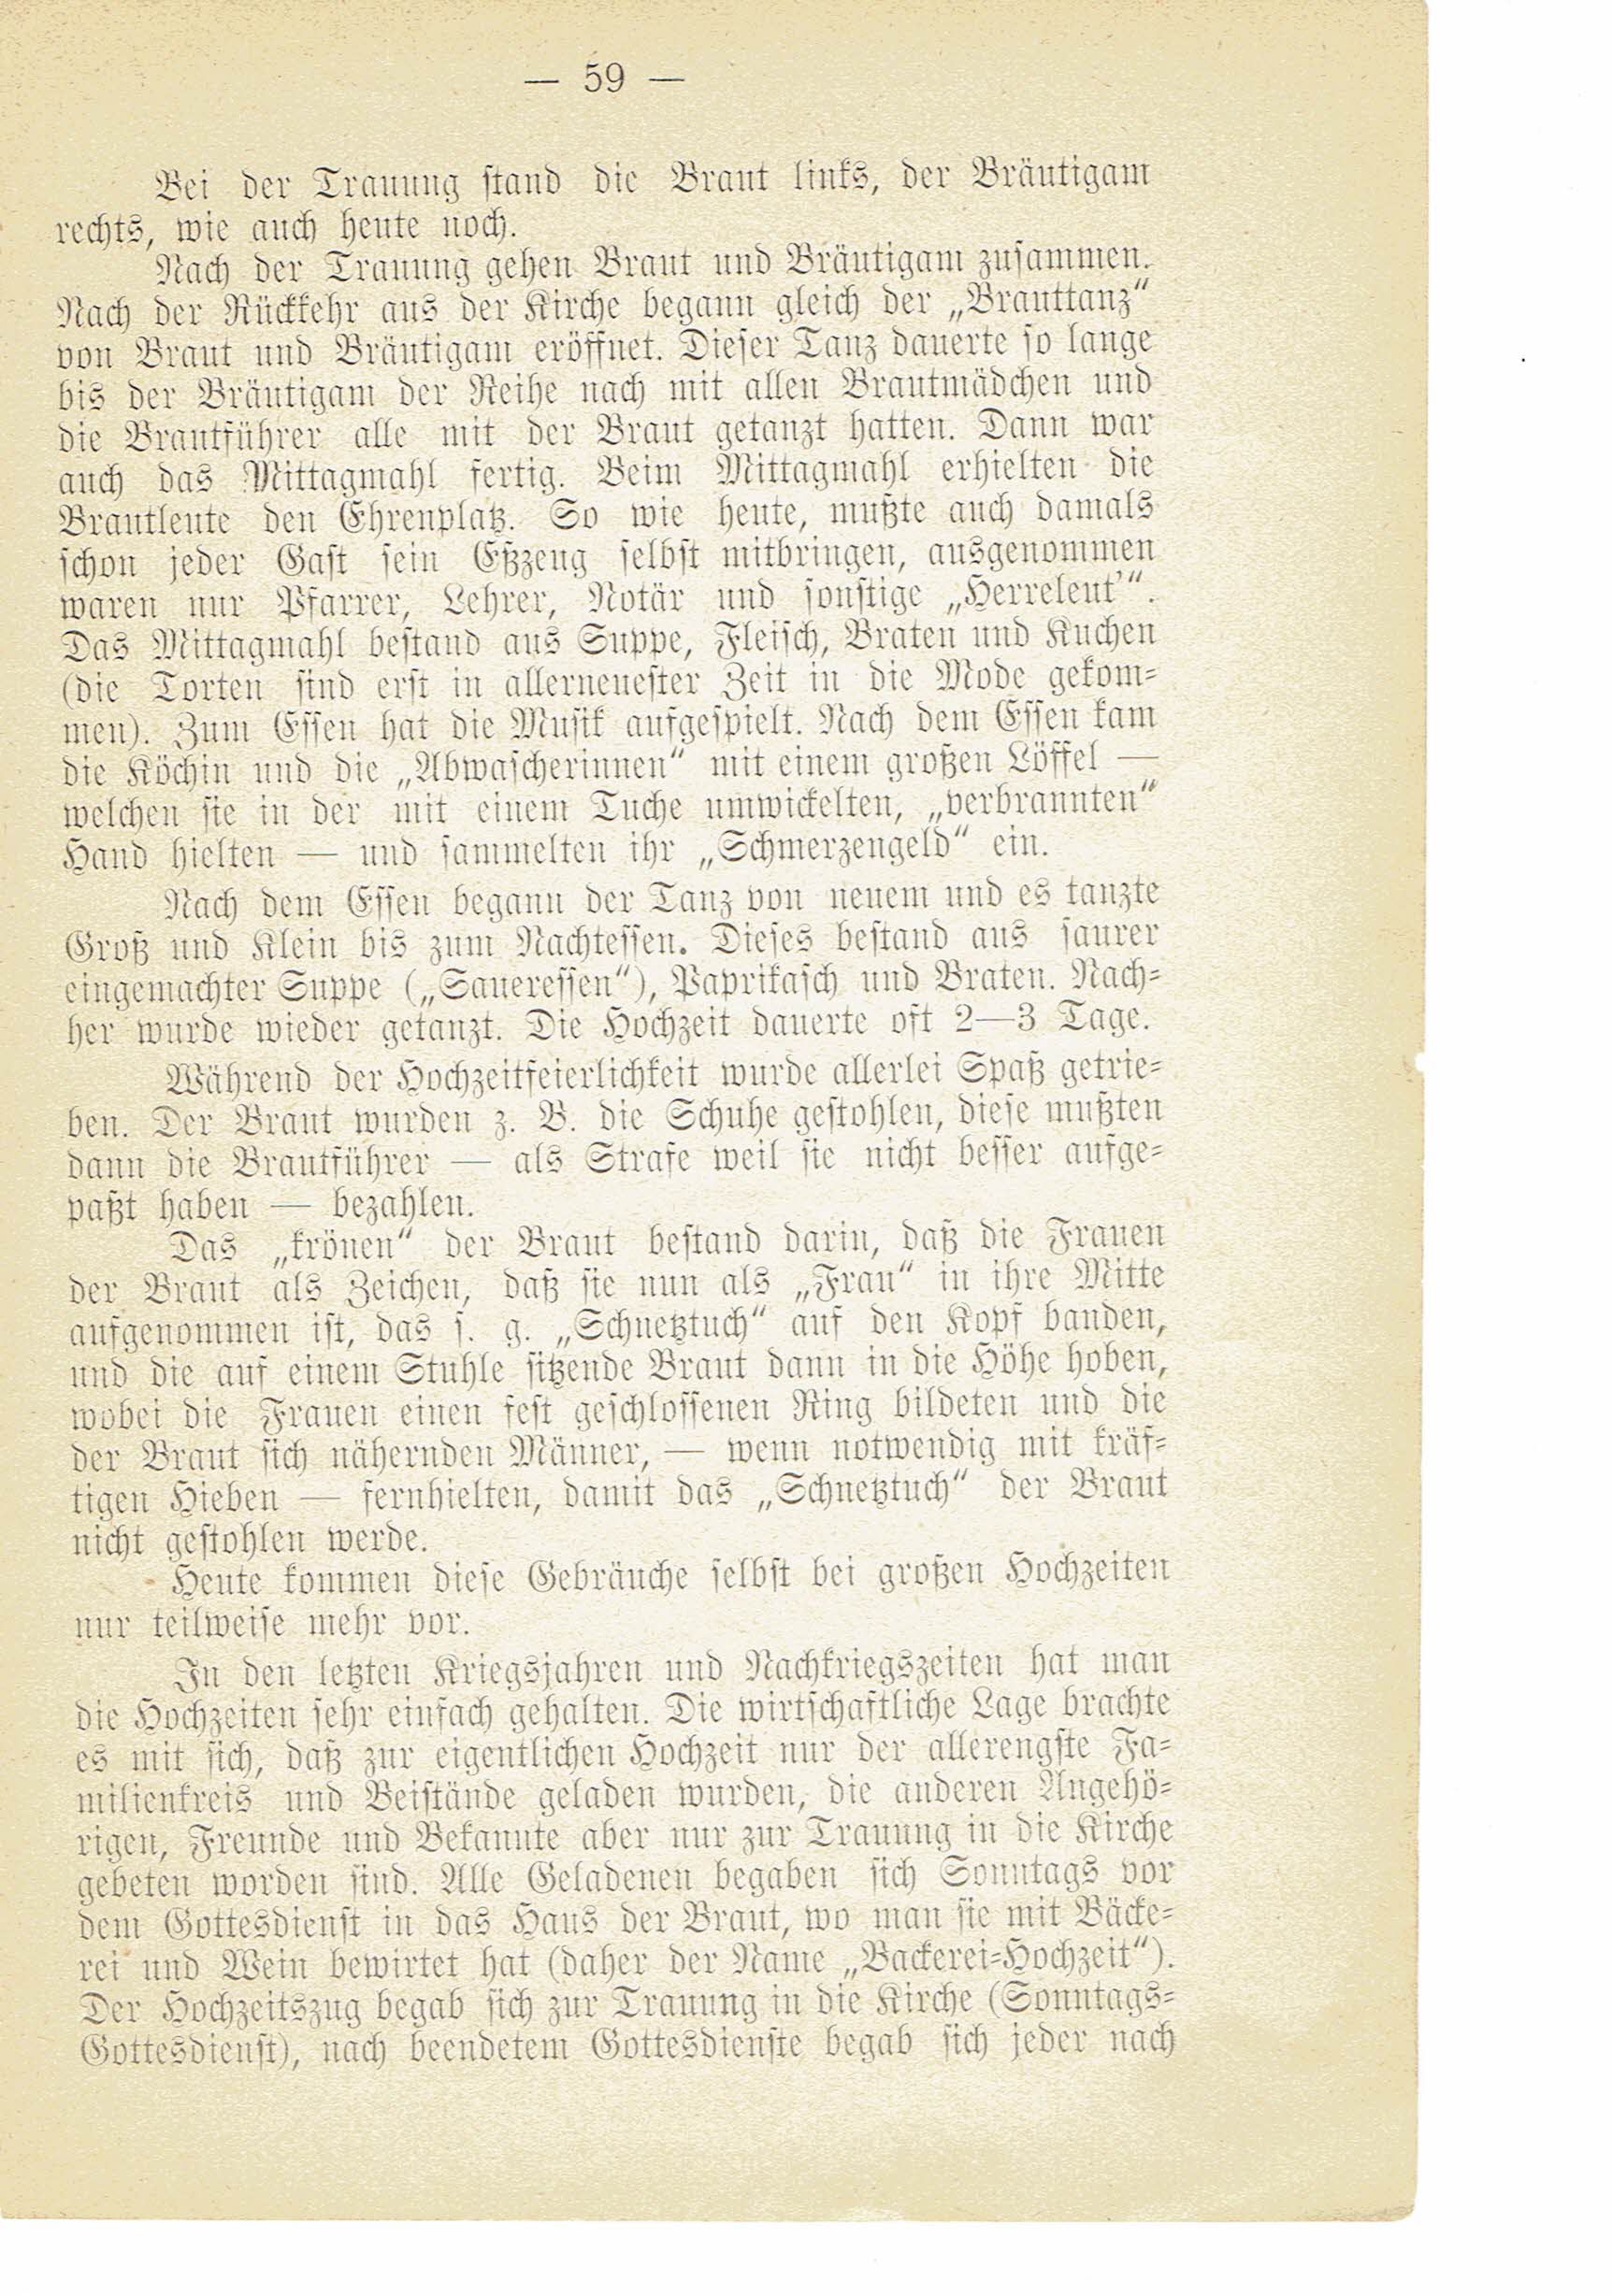 — 59 —
Bei der Trauung stand die Braut links, der Bräutigam
rechts, wie auch heute noch.
Nach der Trauung gehen Braut und Bräutigam zusammen.
Nach der Rückkehr aus der Kirche begann gleich der „Brauttanz“
von Braut und Bräutigam eröffnet. Dieser Tanz dauerte so lange
bis der Bräutigam der Reihe nach mit allen Brautmädchen und
die Brautführer alle mit der Braut getanzt hatten. Dann war
auch das Mittagmahl fertig. Beim Mittagmahl erhielten die
Brautleute den Ehrenplatz. So wie heute, mußte auch damals
schon jeder Gast sein Eßzeug selbst mitbringen, ausgenommen
waren nur Pfarrer, Lehrer, Notär und sonstige „Herreleut’“.
Das Mittagmahl bestand aus Suppe, Fleisch, Braten und Kuchen
(die Torten sind erst in allerneuester Zeit in die Mode gekom-
men). Zum Essen hat die Musik aufgespielt. Nach dem Essen kam
die Köchin und die „Abwascherinnen“ mit einem großen Löffel —
welchen sie in der mit einem Tuche umwickelten, „verbrannten“
Hand hielten — und sammelten ihr „Schmerzengeld“ ein.
Nach dem Essen begann der Tanz von neuem und es tanzte
Groß und Klein bis zum Nachtessen. Dieses bestand aus saurer
eingemachter Suppe („Saueressen“), Paprikasch und Braten. Nach-
her wurde wieder getanzt. Die Hochzeit dauerte oft 2—3 Tage.
Während der Hochzeitfeierlichkeit wurde allerlei Spaß getrie-
ben. Der Braut wurden z. B. die Schuhe gestohlen, diese mußten
dann die Brautführer — als Strafe weil sie nicht besser aufge-
paßt haben — bezahlen.
Das „krönen“ der Braut bestand darin, daß die Frauen
der Braut als Zeichen, daß sie nun als „Frau“ in ihre Mitte
aufgenommen ist, das s. g. „Schnetztuch“ auf den Kopf banden,
und die auf einem Stuhle sitzende Braut dann in die Höhe hoben,
wobei die Frauen einen fest geschlossenen Ring bildeten und die
der Braut sich nähernden Männer, — wenn notwendig mit kräf-
tigen Hieben — fernhielten, damit das „Schnetztuch“ der Braut
nicht gestohlen werde.
Heute kommen diese Gebräuche selbst bei großen Hochzeiten
nur teilweise mehr vor.
In den letzten Kriegsjahren und Nachkriegszeiten hat man
die Hochzeiten sehr einfach gehalten. Die wirtschaftliche Lage brachte
es mit sich, daß zur eigentlichen Hochzeit nur der allerengste Fa-
milienkreis und Beistände geladen wurden, die anderen Angehö-
rigen, Freunde und Bekannte aber nur zur Trauung in die Kirche
gebeten worden sind. Alle Geladenen begaben sich Sonntags vor
dem Gottesdienst in das Haus der Braut, wo man sie mit Bäcke-
rei und Wein bewirtet hat (daher der Name „Backerei-Hochzeit“).
Der Hochzeitszug begab sich zur Trauung in die Kirche (Sonntags-
Gottesdienst), nach beendetem Gottesdienste begab sich jeder nach